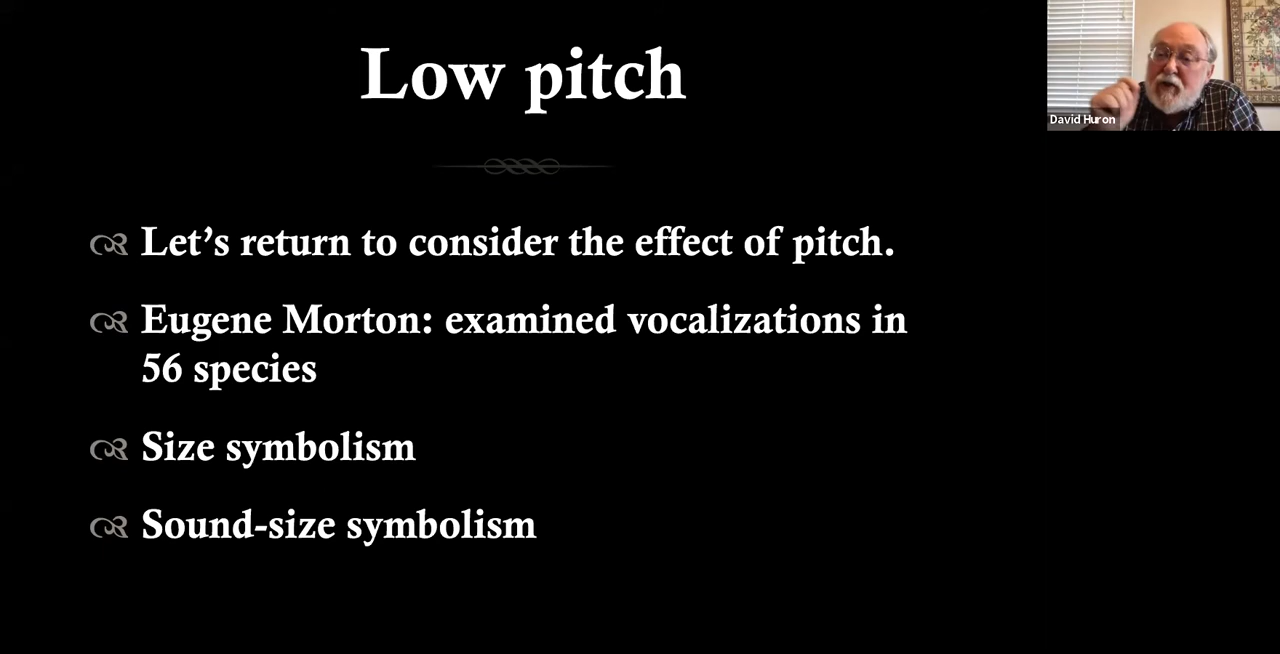 Low pitch
David Huron
Let’s return to consider the effect of pitch.
Eugene Morton: examined vocalizations in
56 species
Size symbolism
Sound-size symbolism